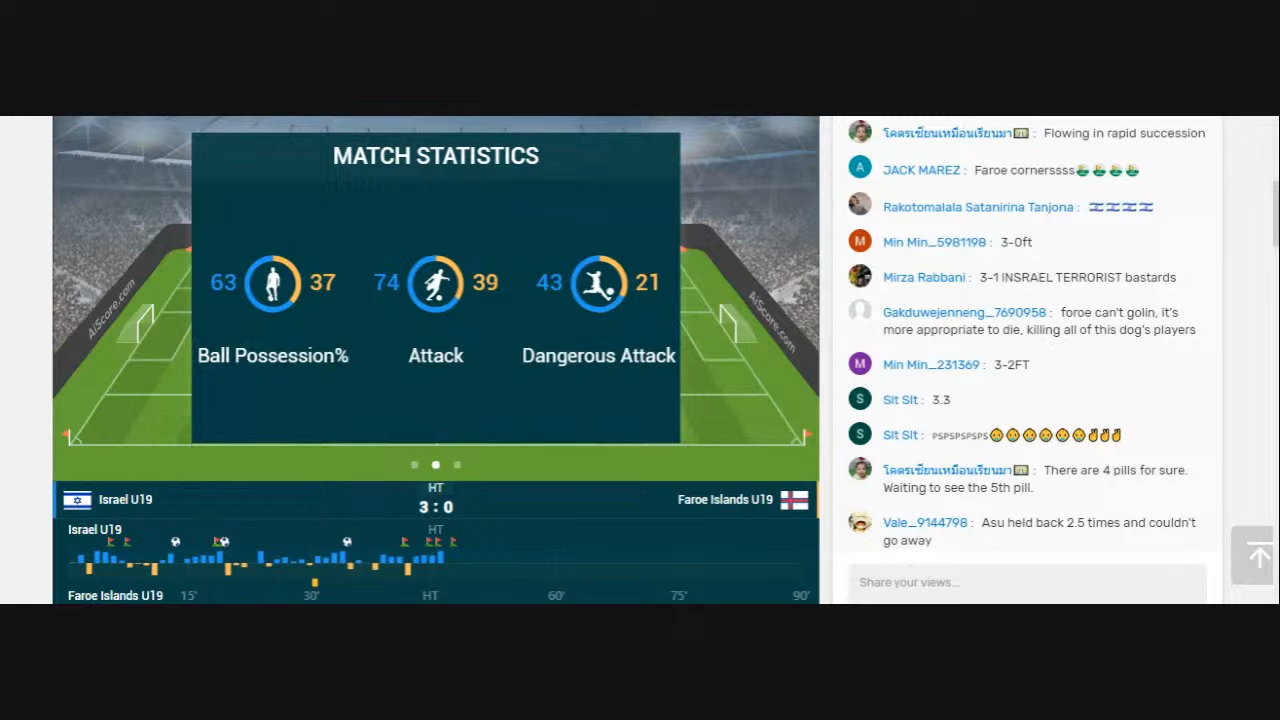 MATCH STATISTICS
63 37 74 39 43 21
Ball Possession% Attack Dangerous Attack
AiScore.com
AiScore.com
HT
Israel U19 3 : 0 Faroe Islands U19
Israel U19 HT
Faroe Islands U19 15' 30' HT 60' 75' 90'
โคตรเซียนเหมือนเรียนมา : Flowing in rapid succession
A JACK MAREZ : Faroe cornerssss
Rakotomalala Satanirina Tanjona :
M Min Min_5981198 : 3-0ft
Mirza Rabbani : 3-1 INSRAEL TERRORIST bastards
Gakduwejenneng_7690958 : foroe can't golin, it's
more appropriate to die, killing all of this dog's players
M Min Min_231369 : 3-2FT
S Sit Sit : 3.3
S Sit Sit : PSPSPSPSPS
โคตรเซียนเหมือนเรียนมา : There are 4 pills for sure.
Waiting to see the 5th pill.
Vale_9144798 : Asu held back 2.5 times and couldn't
go away
Share your views...